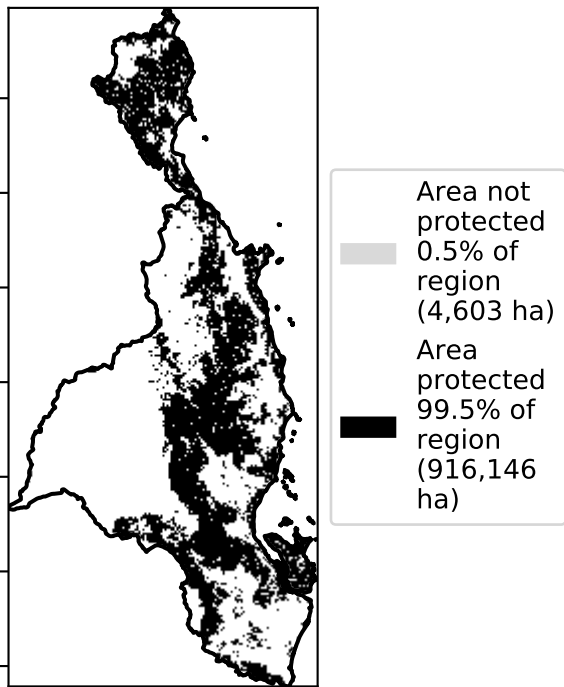 Area not
protected
0.5% of
region
(4,603 ha)
Area
protected
99.5% of
region
(916,146
ha)